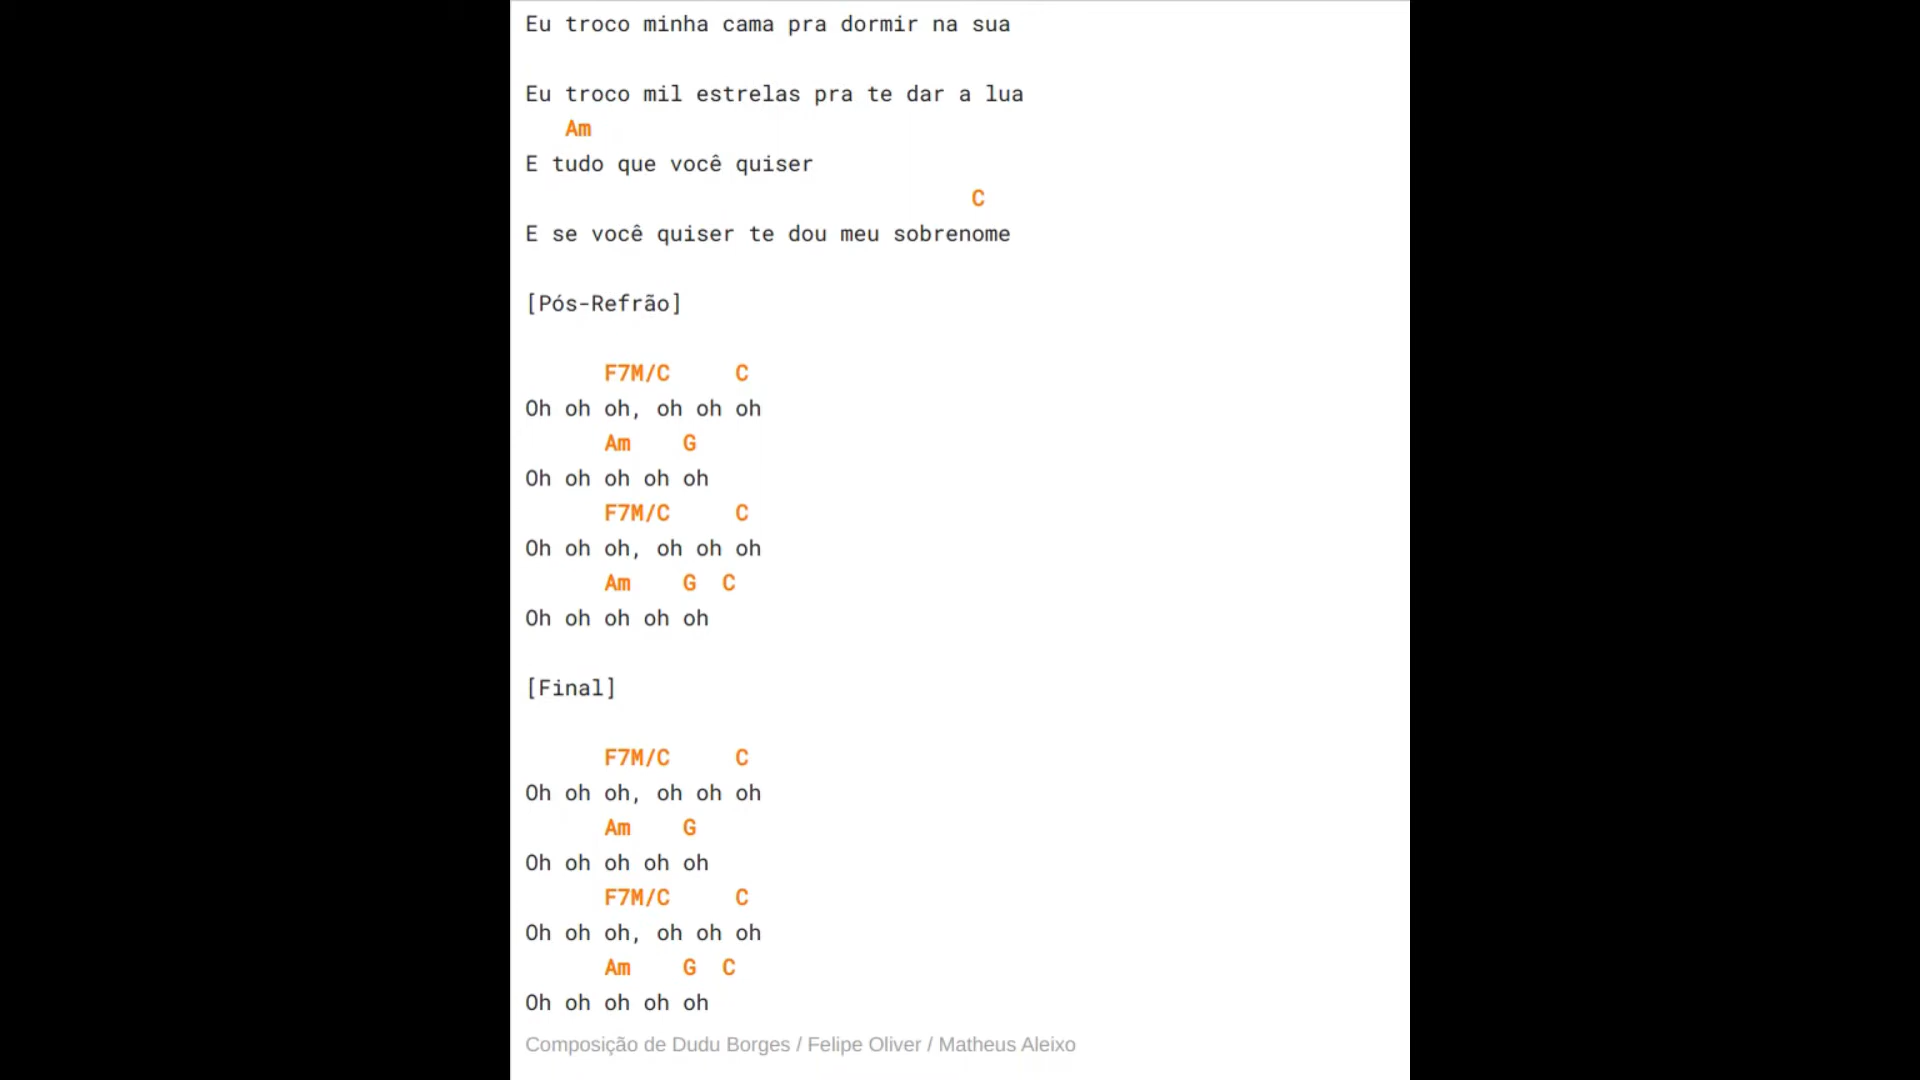 Eu troco minha cama pra dormir na sua
Eu troco mil estrelas pra te dar a lua
Am
E tudo que você quiser
C
E se você quiser te dou meu sobrenome
[Pós-Refrão]
F7M/C C
Oh oh oh, oh oh oh
Am G
Oh oh oh oh oh
F7M/C C
Oh oh oh, oh oh oh
Am G C
Oh oh oh oh oh
[Final]
F7M/C C
Oh oh oh, oh oh oh
Am G
Oh oh oh oh oh
F7M/C C
Oh oh oh, oh oh oh
Am G C
Oh oh oh oh oh
Composição de Dudu Borges / Felipe Oliver / Matheus Aleixo